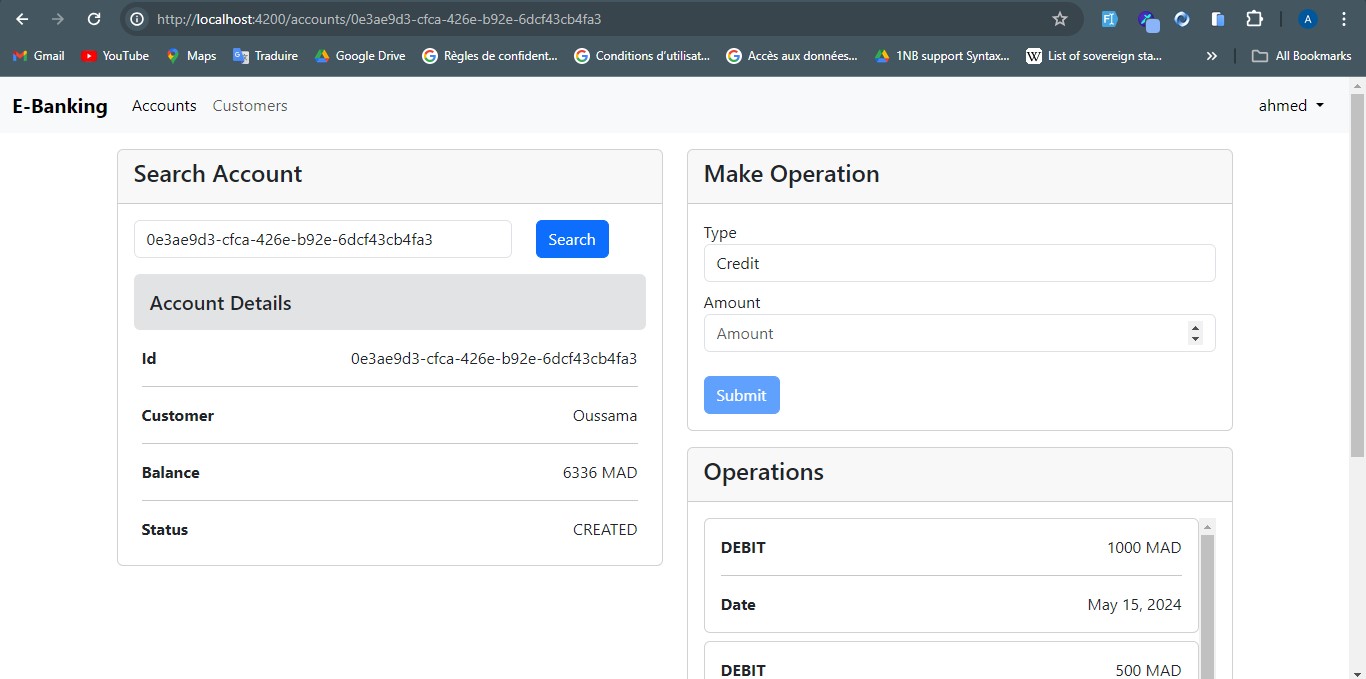 http://localhost:4200/accounts/0e3ae9d3-cfca-426e-b92e-6dcf43cb4fa3
A
Gmail YouTube Maps Traduire Google Drive Règles de confident... Conditions d'utilisat... Accès aux données... 1NB support Syntax... W List of sovereign sta... » All Bookmarks
E-Banking Accounts Customers ahmed
Search Account
0e3ae9d3-cfca-426e-b92e-6dcf43cb4fa3 Search
Account Details
Id 0e3ae9d3-cfca-426e-b92e-6dcf43cb4fa3
Customer Oussama
Balance 6336 MAD
Status CREATED
Make Operation
Type
Credit
Amount
Amount
Submit
Operations
DEBIT 1000 MAD
Date May 15, 2024
DEBIT 500 MAD